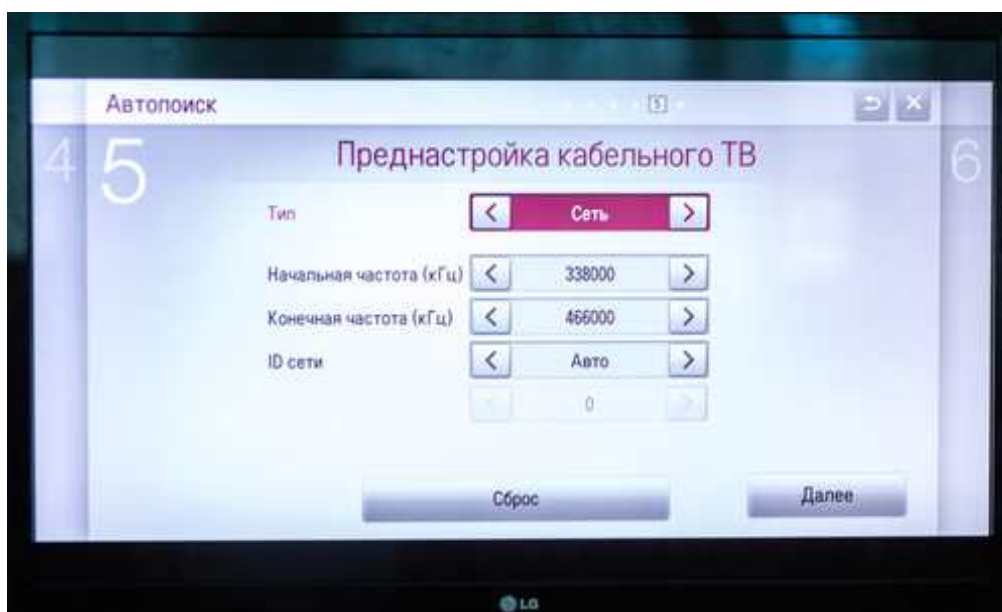 Автопоиск
5
4
5
Преднастройка кабельного ТВ
6
Тип
Сеть
Начальная частота (кГц)
338000
Конечная частота (кГц)
466000
ID сети
Авто
0
Сброс
Далее
LG